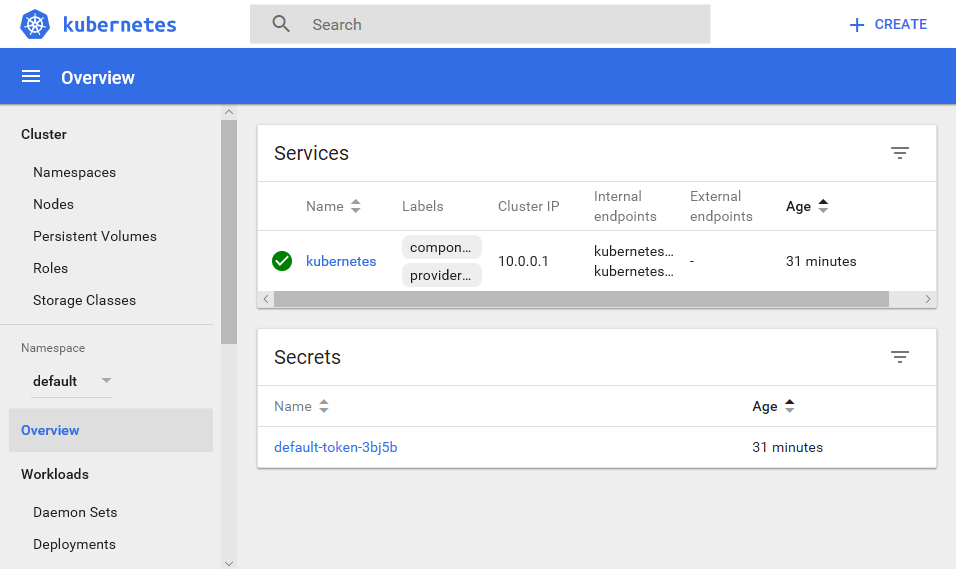 kubernetes
Search
CREATE
Overview
Cluster
Namespaces
Nodes
Persistent Volumes
Roles
Storage Classes
Namespace
default
Overview
Workloads
Daemon Sets
Deployments
Services
Name Labels Cluster IP Internal endpoints External endpoints Age
kubernetes compon... 10.0.0.1 kubernetes... - 31 minutes
provider... kubernetes...
Secrets
Name Age
default-token-3bj5b 31 minutes